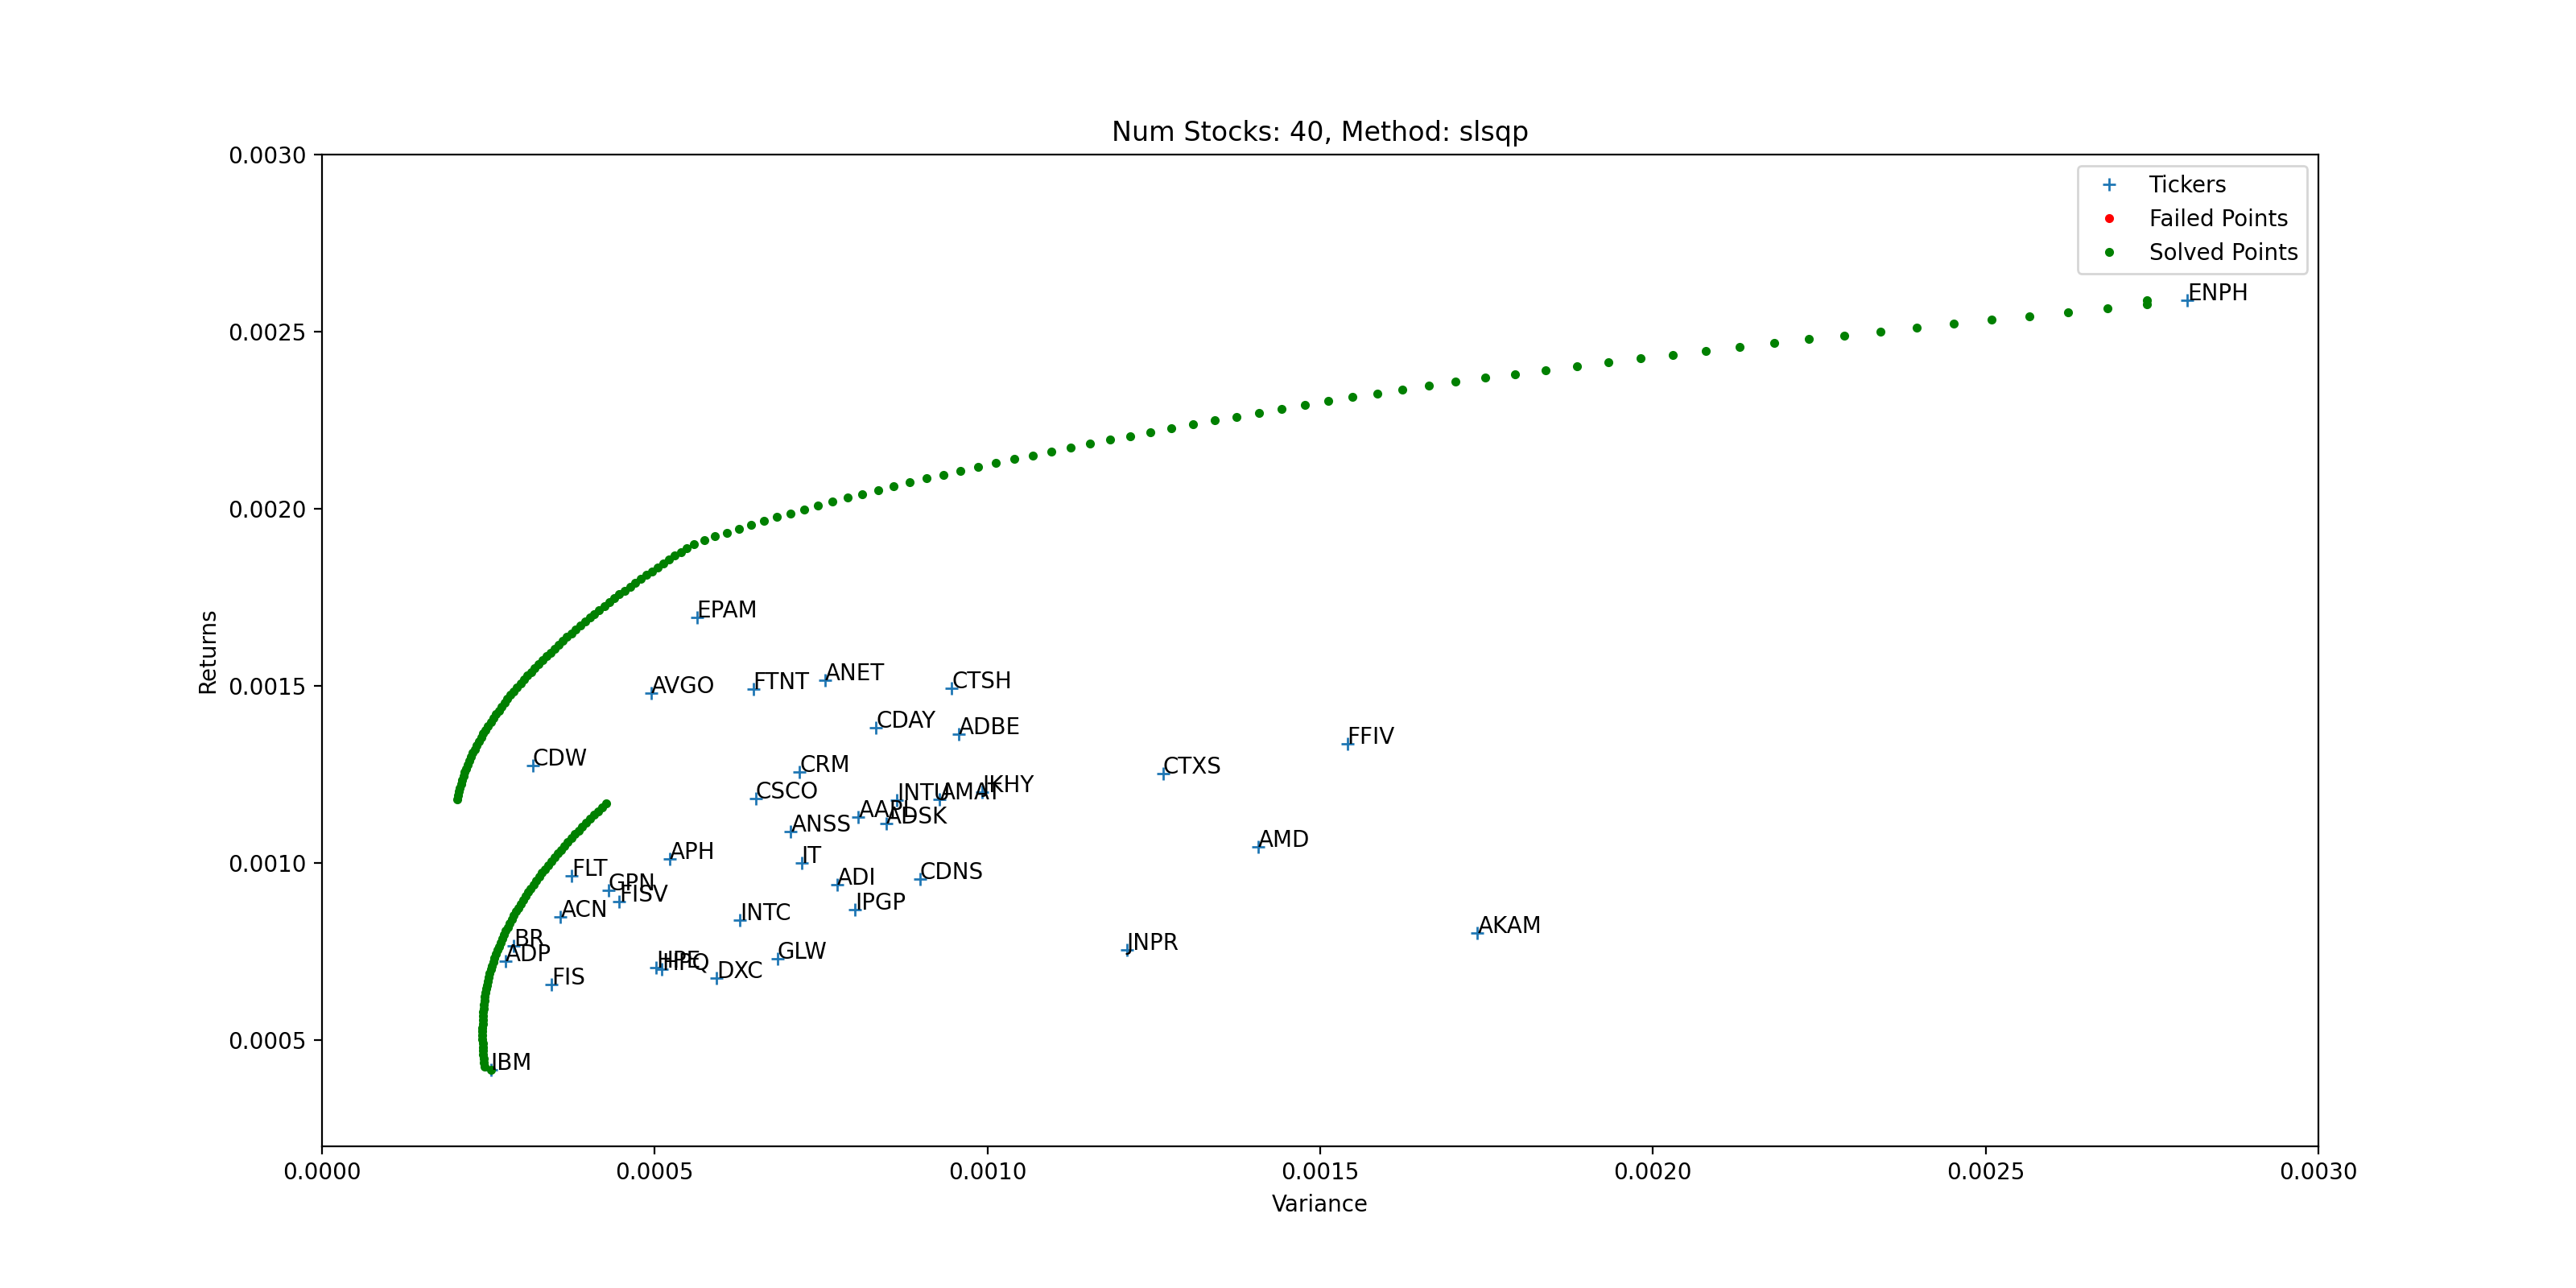 Num Stocks: 40, Method: slsqp
0.0030
0.0025
0.0020
0.0015
0.0010
0.0005
Returns
Tickers
Failed Points
Solved Points
ENPH
EPAM
AVGO
FTNT
ANET
CTSH
CDAY
ADBE
FFIV
CDW
CRM
CTXS
CSCO
INTU
AMAT
JKHY
AAPL
ADSK
ANSS
AMD
APH
IT
FLT
GPN
FISV
ADI
CDNS
ACN
INTC
IPGP
AKAM
BR
ADP
JNPR
HPE
HPQ
GLW
DXC
FIS
IBM
0.0000 0.0005 0.0010 0.0015 0.0020 0.0025 0.0030
Variance